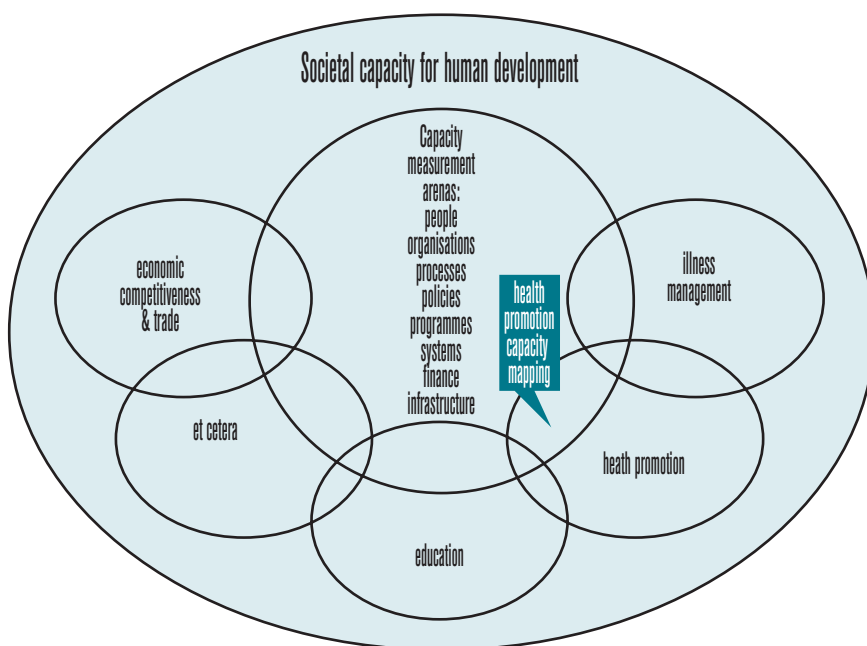 Societal capacity for human development
Capacity
measurement
arenas:
people
organisations
processes
policies
programmes
systems
finance
infrastructure
economic
competitiveness
& trade
illness
management
health
promotion
capacity
mapping
et cetera
heath promotion
education